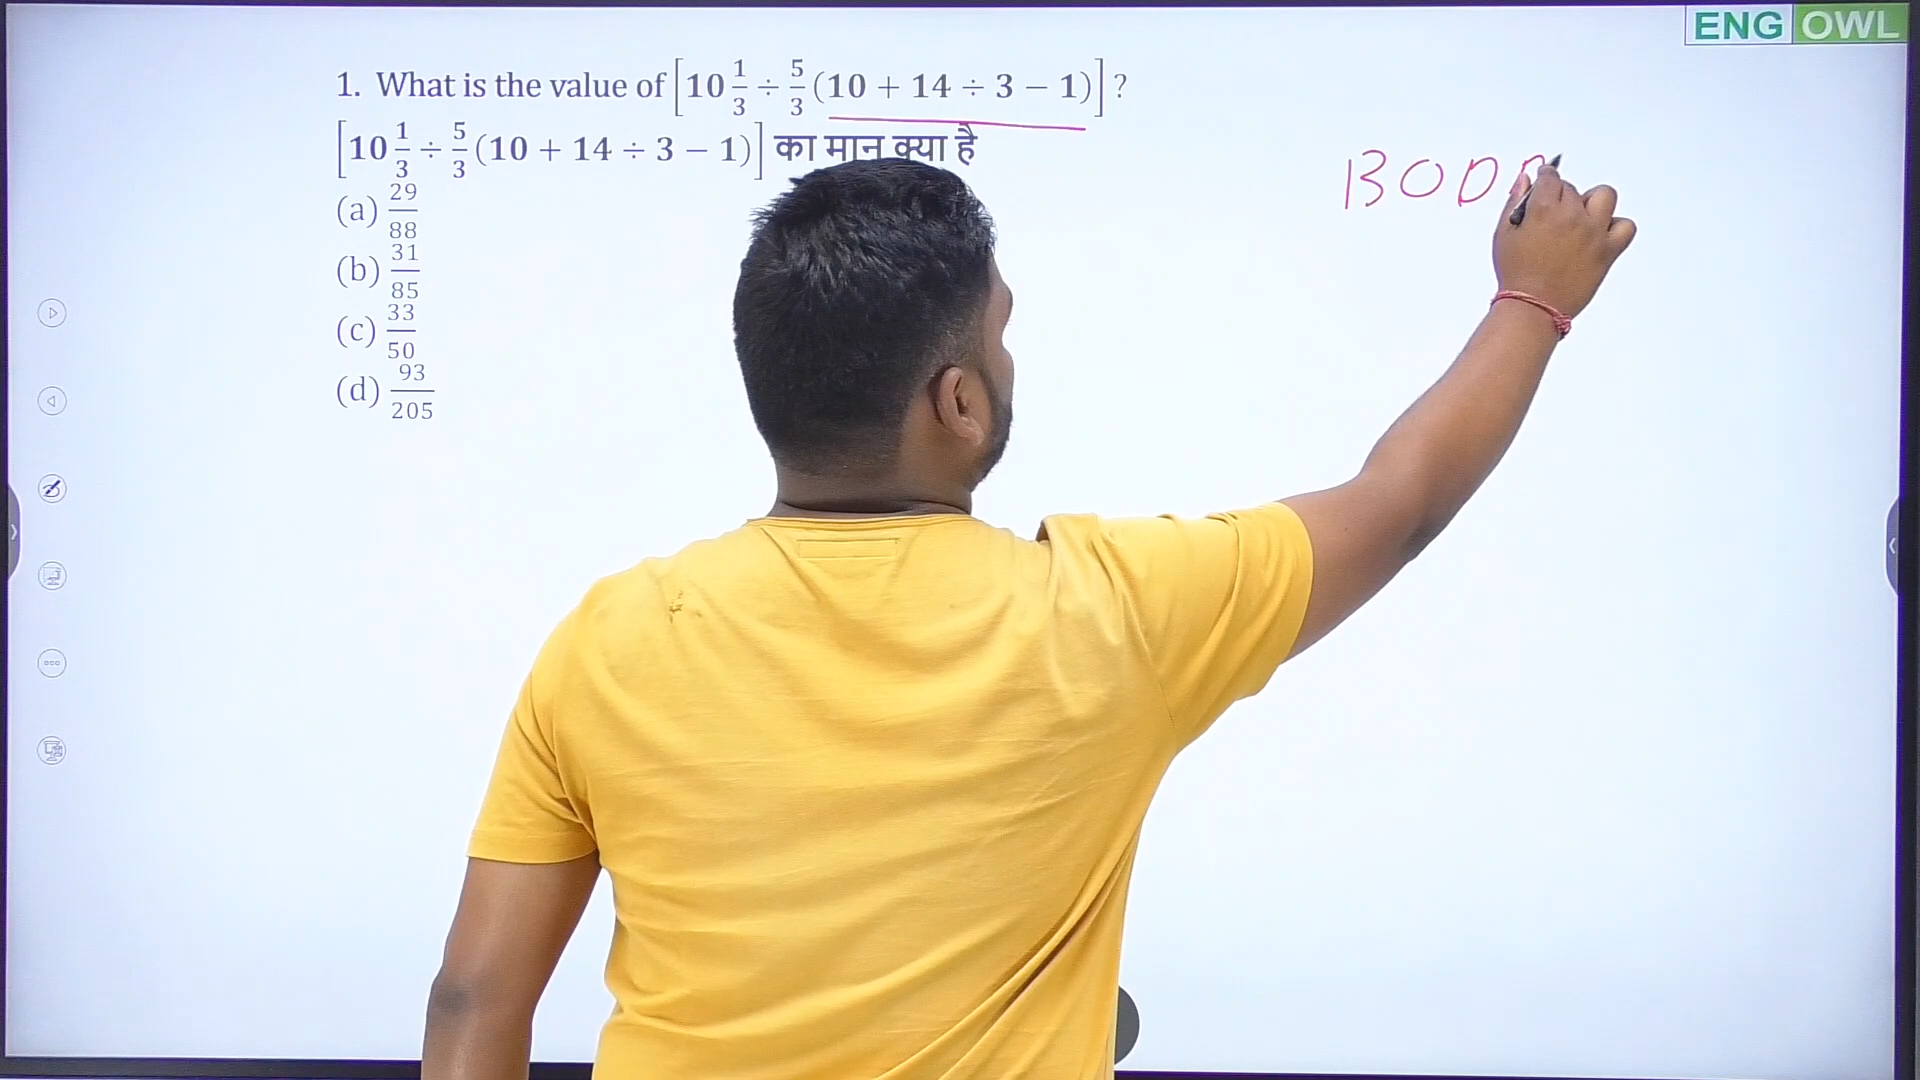 ENG OWL
1. What is the value of [10 1/3 ÷ 5/3 (10 + 14 ÷ 3 − 1)] ?
[10 1/3 ÷ 5/3 (10 + 14 ÷ 3 − 1)] का मान क्या है
(a) 29/88
(b) 31/85
(c) 33/50
(d) 93/205
BOD